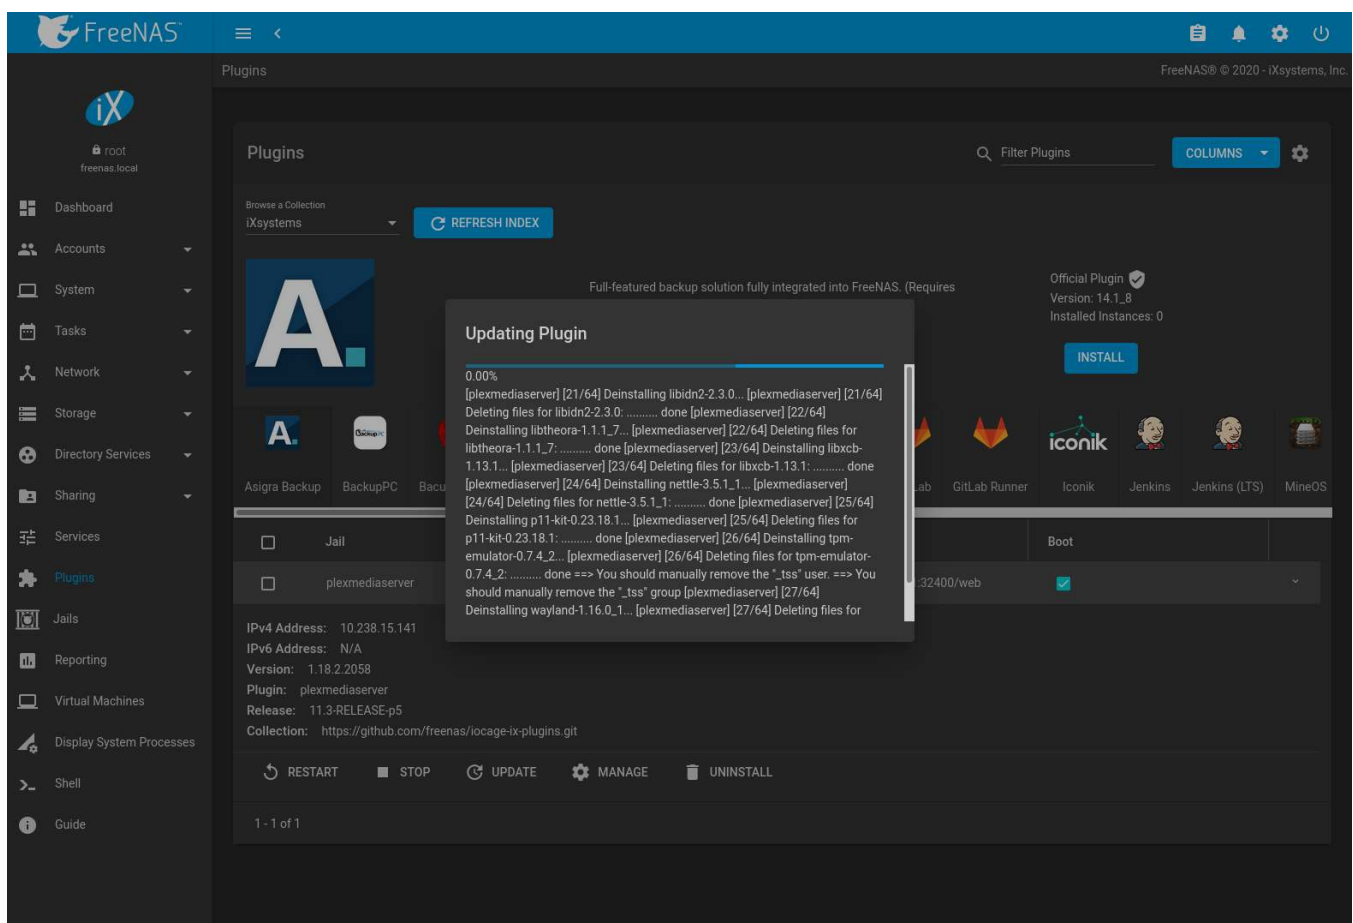 FreeNAS
Plugins
FreeNAS® © 2020 - iXsystems, Inc.
iX
root
freenas.local
Dashboard
Accounts
System
Tasks
Network
Storage
Directory Services
Sharing
Services
Plugins
Jails
Reporting
Virtual Machines
Display System Processes
Shell
Guide
Plugins
Filter Plugins
COLUMNS
Browse a Collection
iXsystems
REFRESH INDEX
A.
Full-featured backup solution fully integrated into FreeNAS. (Requires
Official Plugin
Version: 14.1_8
Installed Instances: 0
INSTALL
Updating Plugin
0.00%
[plexmediaserver] [21/64] Deinstalling libidn2-2.3.0... [plexmediaserver] [21/64]
Deleting files for libidn2-2.3.0: .......... done [plexmediaserver] [22/64]
Deinstalling libtheora-1.1.1_7... [plexmediaserver] [22/64] Deleting files for
libtheora-1.1.1_7: .......... done [plexmediaserver] [23/64] Deinstalling libxcb-
1.13.1... [plexmediaserver] [23/64] Deleting files for libxcb-1.13.1: .......... done
[plexmediaserver] [24/64] Deinstalling nettle-3.5.1_1... [plexmediaserver]
[24/64] Deleting files for nettle-3.5.1_1: .......... done [plexmediaserver] [25/64]
Deinstalling p11-kit-0.23.18.1... [plexmediaserver] [25/64] Deleting files for
p11-kit-0.23.18.1: .......... done [plexmediaserver] [26/64] Deinstalling tpm-
emulator-0.7.4_2... [plexmediaserver] [26/64] Deleting files for tpm-emulator-
0.7.4_2: .......... done ==> You should manually remove the "_tss" user. ==> You
should manually remove the "_tss" group [plexmediaserver] [27/64]
Deinstalling wayland-1.16.0_1... [plexmediaserver] [27/64] Deleting files for
A.
BackupPC
iconik
Asigra Backup
BackupPC
Bacu
Lab
GitLab Runner
Iconik
Jenkins
Jenkins (LTS)
MineOS
Jail
Boot
plexmediaserver
:32400/web
IPv4 Address: 10.238.15.141
IPv6 Address: N/A
Version: 1.18.2.2058
Plugin: plexmediaserver
Release: 11.3-RELEASE-p5
Collection: https://github.com/freenas/iocage-ix-plugins.git
RESTART
STOP
UPDATE
MANAGE
UNINSTALL
1 - 1 of 1